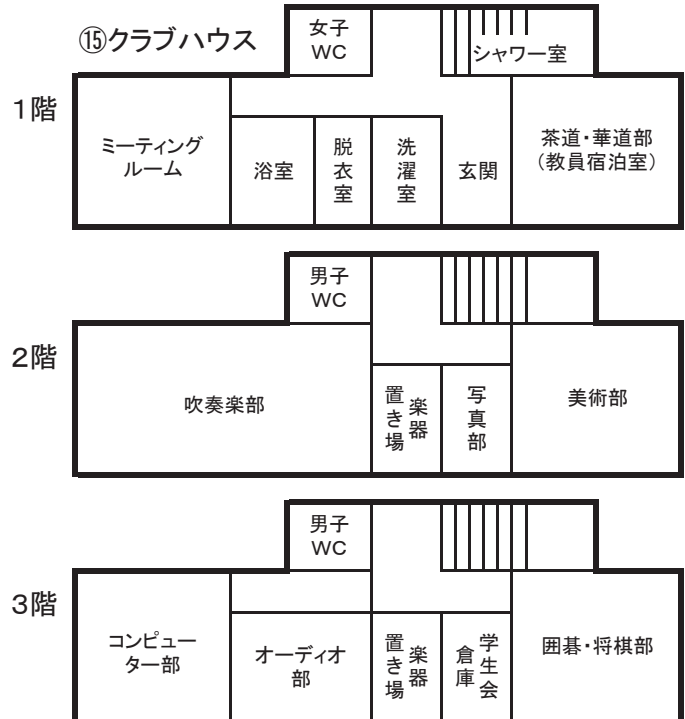 ⑮クラブハウス
1階
女子
WC
シャワー室
ミーティング
ルーム
浴室
脱衣室
洗濯室
玄関
茶道・華道部
(教員宿泊室)
2階
男子
WC
吹奏楽部
楽器
置き場
写真部
美術部
3階
男子
WC
コンピュー
ター部
オーディオ
部
楽器
置き場
学生会
倉庫
囲碁・将棋部